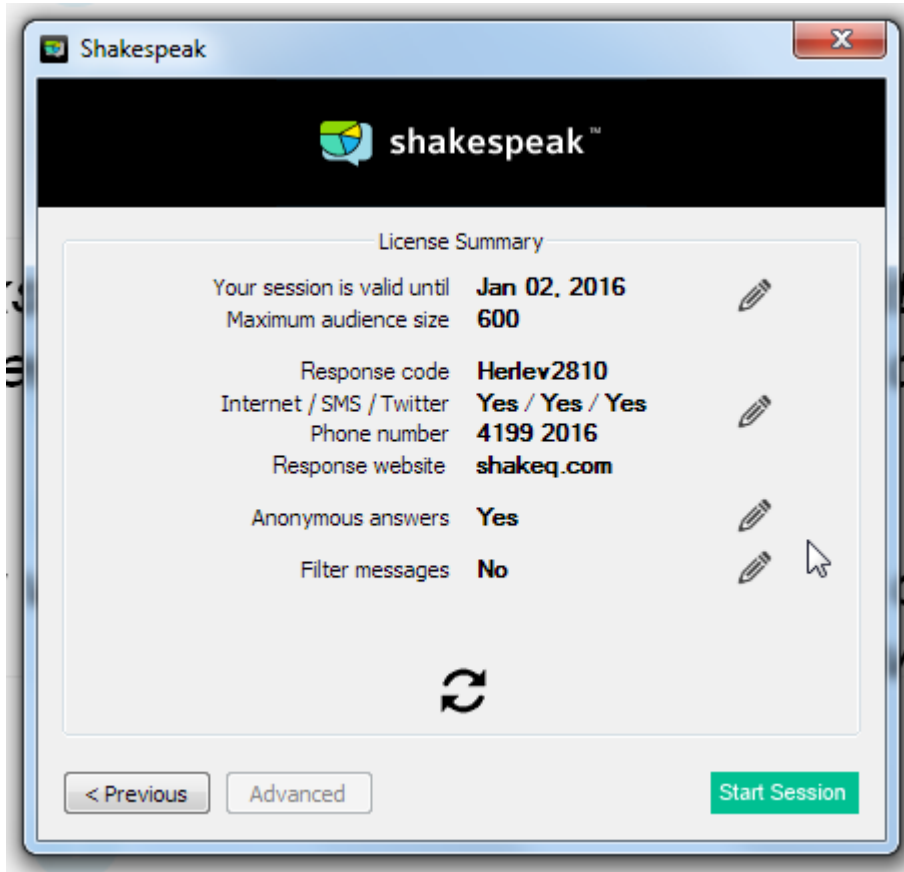 Shakespeak
shakespeak™
License Summary
Your session is valid until Jan 02, 2016
Maximum audience size 600
Response code Herlev2810
Internet / SMS / Twitter Yes / Yes / Yes
Phone number 4199 2016
Response website shakeq.com
Anonymous answers Yes
Filter messages No
< Previous Advanced Start Session